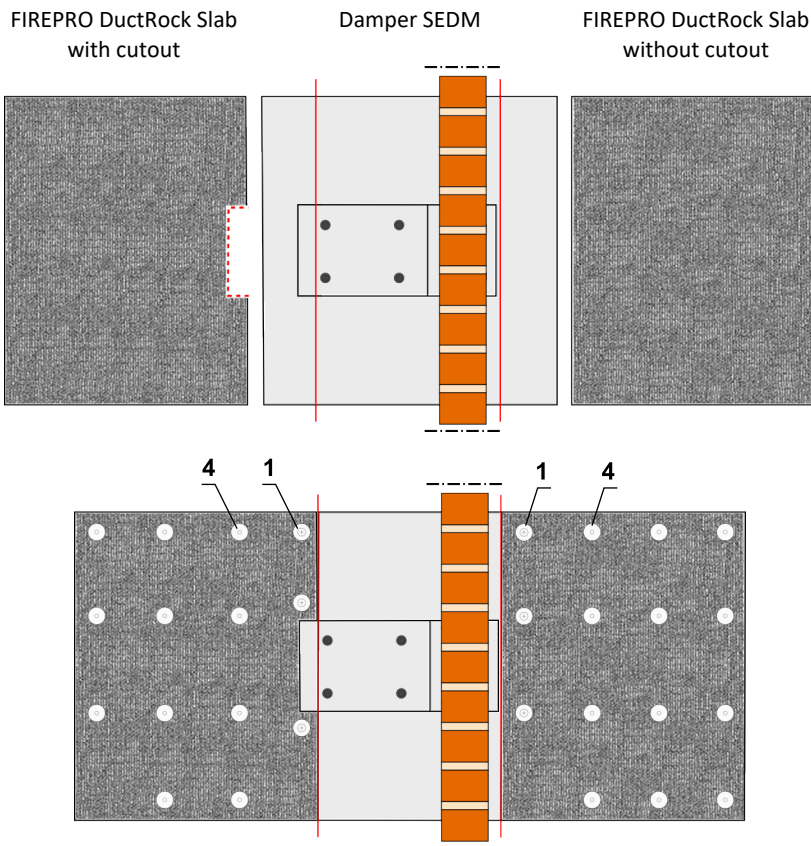 FIREPRO DuctRock Slab
with cutout
Damper SEDM
FIREPRO DuctRock Slab
without cutout
4
1
1
4